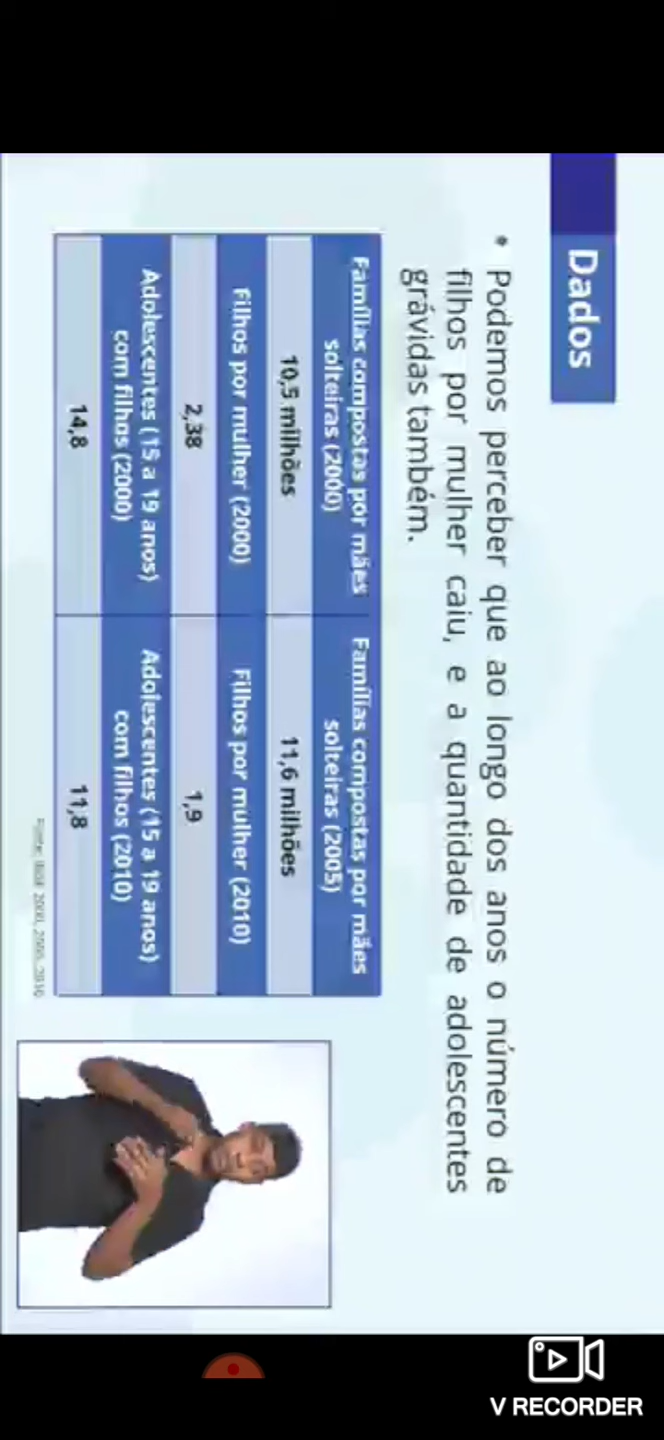 Dados
• Podemos perceber que ao longo dos anos o número de
filhos por mulher caiu, e a quantidade de adolescentes
grávidas também.
Famílias compostas por mães
solteiras (2000)
Famílias compostas por mães
solteiras (2005)
10,5 milhões
11,6 milhões
Filhos por mulher (2000)
Filhos por mulher (2010)
2,38
1,9
Adolescentes (15 a 19 anos)
com filhos (2000)
Adolescentes (15 a 19 anos)
com filhos (2010)
14,8
11,8
Fonte: IBGE 2000,
V RECORDER